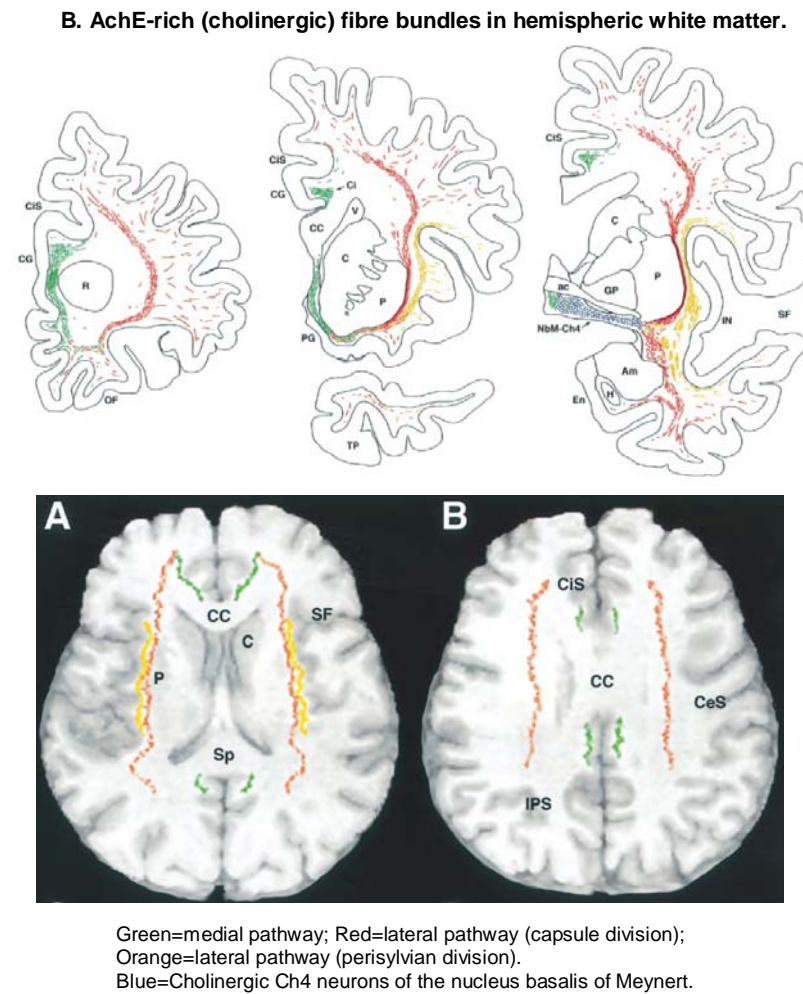 B. AchE-rich (cholinergic) fibre bundles in hemispheric white matter.
CiS
CG
R
OF
CiS
CG
Ci
V
CC
C
P
PG
TP
CiS
C
P
ac
GP
NbM-Ch4
IN
SF
Am
En
H
A
CC
SF
C
P
Sp
B
CiS
CC
CeS
IPS
Green=medial pathway; Red=lateral pathway (capsule division);
Orange=lateral pathway (perisylvian division).
Blue=Cholinergic Ch4 neurons of the nucleus basalis of Meynert.